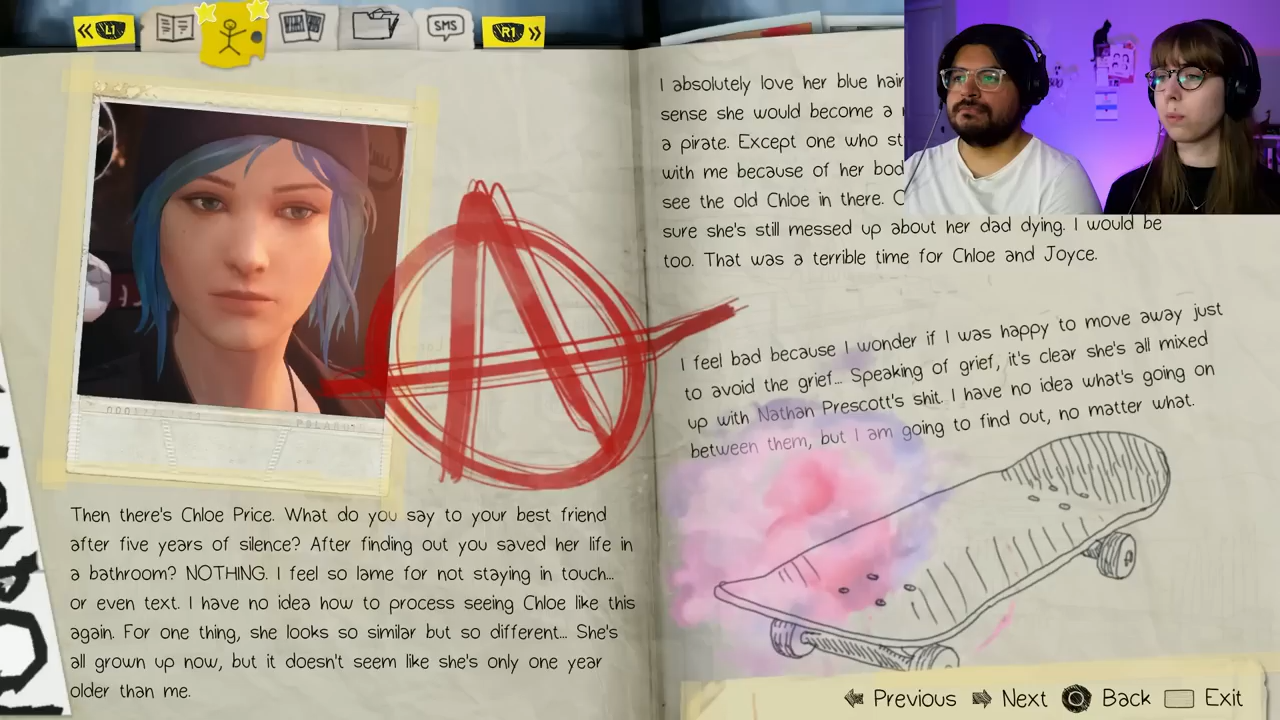 L1
SMS
R1
I absolutely love her blue hair
sense she would become a
a pirate. Except one who st
with me because of her bod
see the old Chloe in there. C
sure she's still messed up about her dad dying. I would be
too. That was a terrible time for Chloe and Joyce.
I feel bad because I wonder if I was happy to move away just
to avoid the grief... Speaking of grief, it's clear she's all mixed
up with Nathan Prescott's shit. I have no idea what's going on
between them, but I am going to find out, no matter what.
Then there's Chloe Price. What do you say to your best friend
after five years of silence? After finding out you saved her life in
a bathroom? NOTHING. I feel so lame for not staying in touch...
or even text. I have no idea how to process seeing Chloe like this
again. For one thing, she looks so similar but so different... She's
all grown up now, but it doesn't seem like she's only one year
older than me.
Previous Next Back Exit